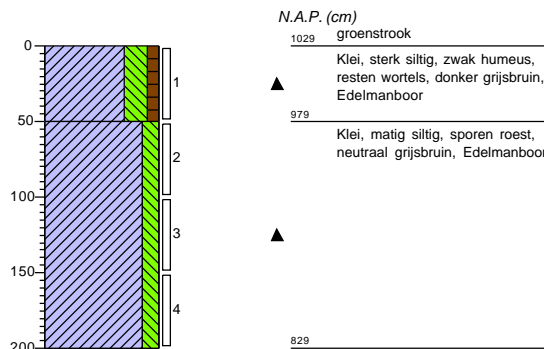 N.A.P. (cm)
0
1029 groenstrook
Klei, sterk siltig, zwak humeus,
resten wortels, donker grijsbruin,
Edelmanboor
1
50
979
Klei, matig siltig, sporen roest,
neutraal grijsbruin, Edelmanboor
2
100
3
150
4
200
829